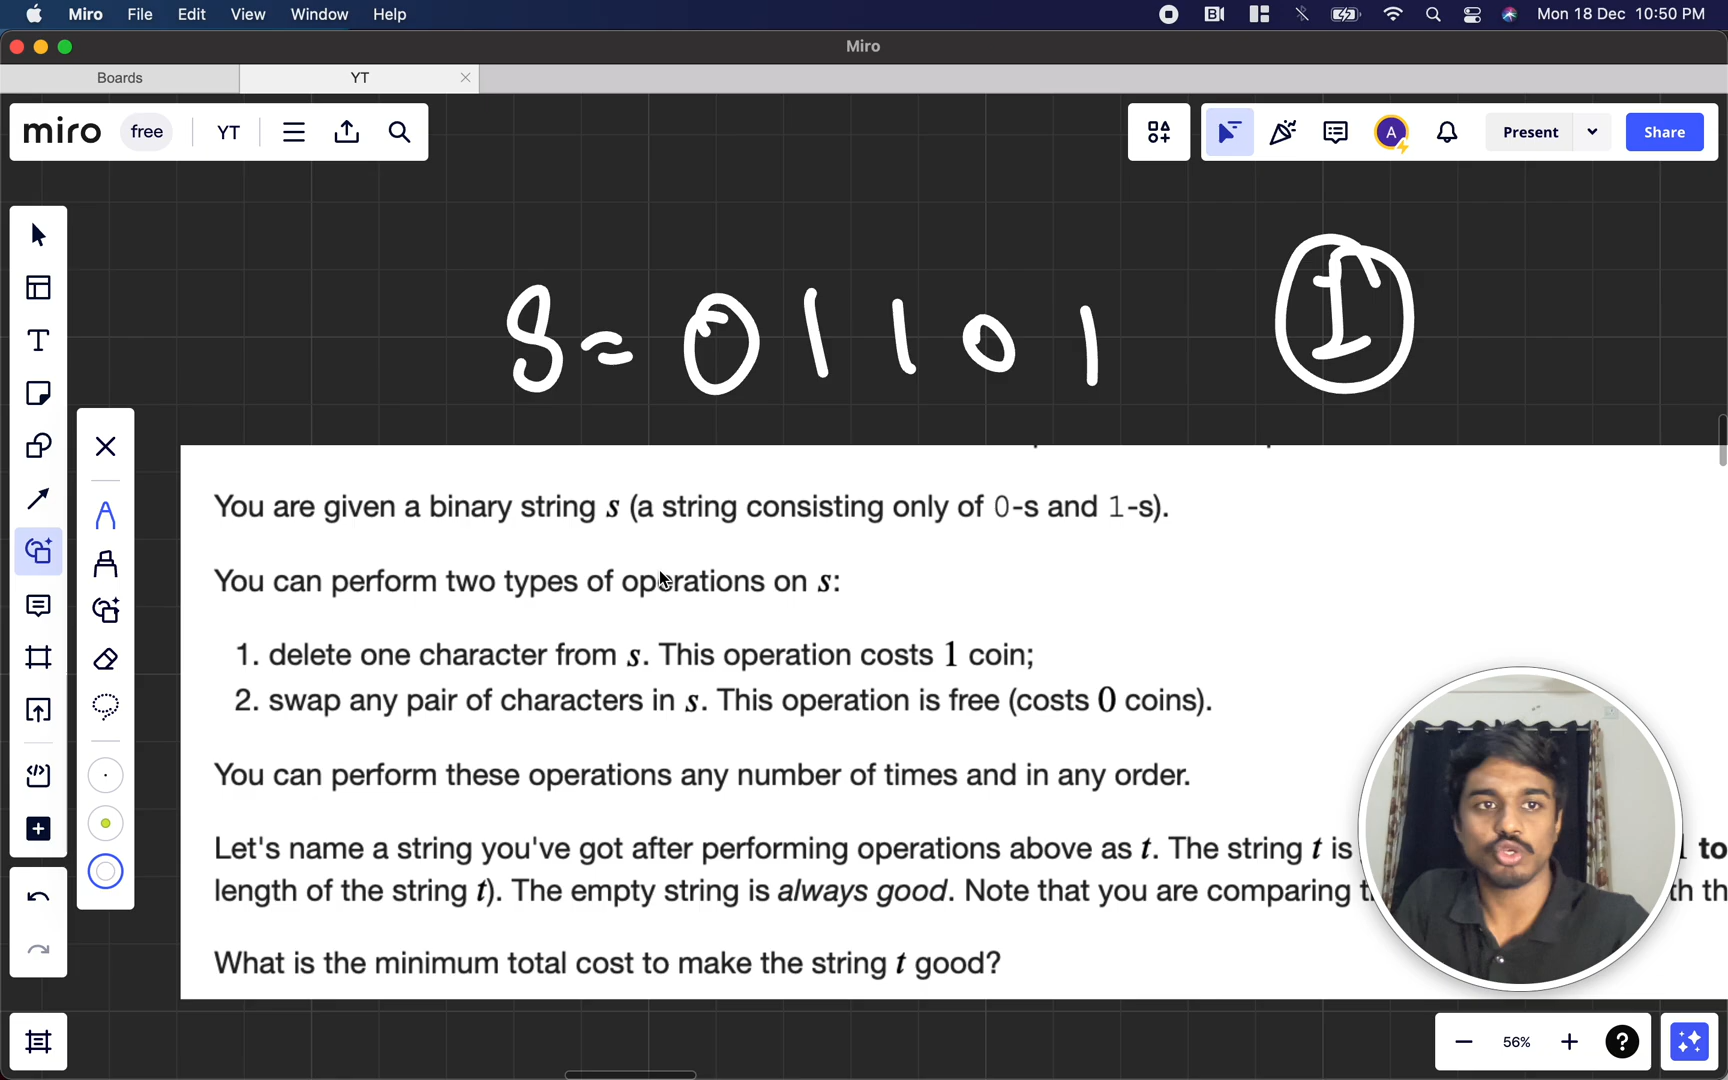 Miro File Edit View Window Help Mon 18 Dec 10:50 PM
Miro
Boards YT
miro free YT Present Share
A
S = 01101 I
You are given a binary string s (a string consisting only of 0-s and 1-s).
You can perform two types of operations on s:
1. delete one character from s. This operation costs 1 coin;
2. swap any pair of characters in s. This operation is free (costs 0 coins).
You can perform these operations any number of times and in any order.
Let's name a string you've got after performing operations above as t. The string t is 1 to
length of the string t). The empty string is always good. Note that you are comparing t th th
What is the minimum total cost to make the string t good?
56% ?